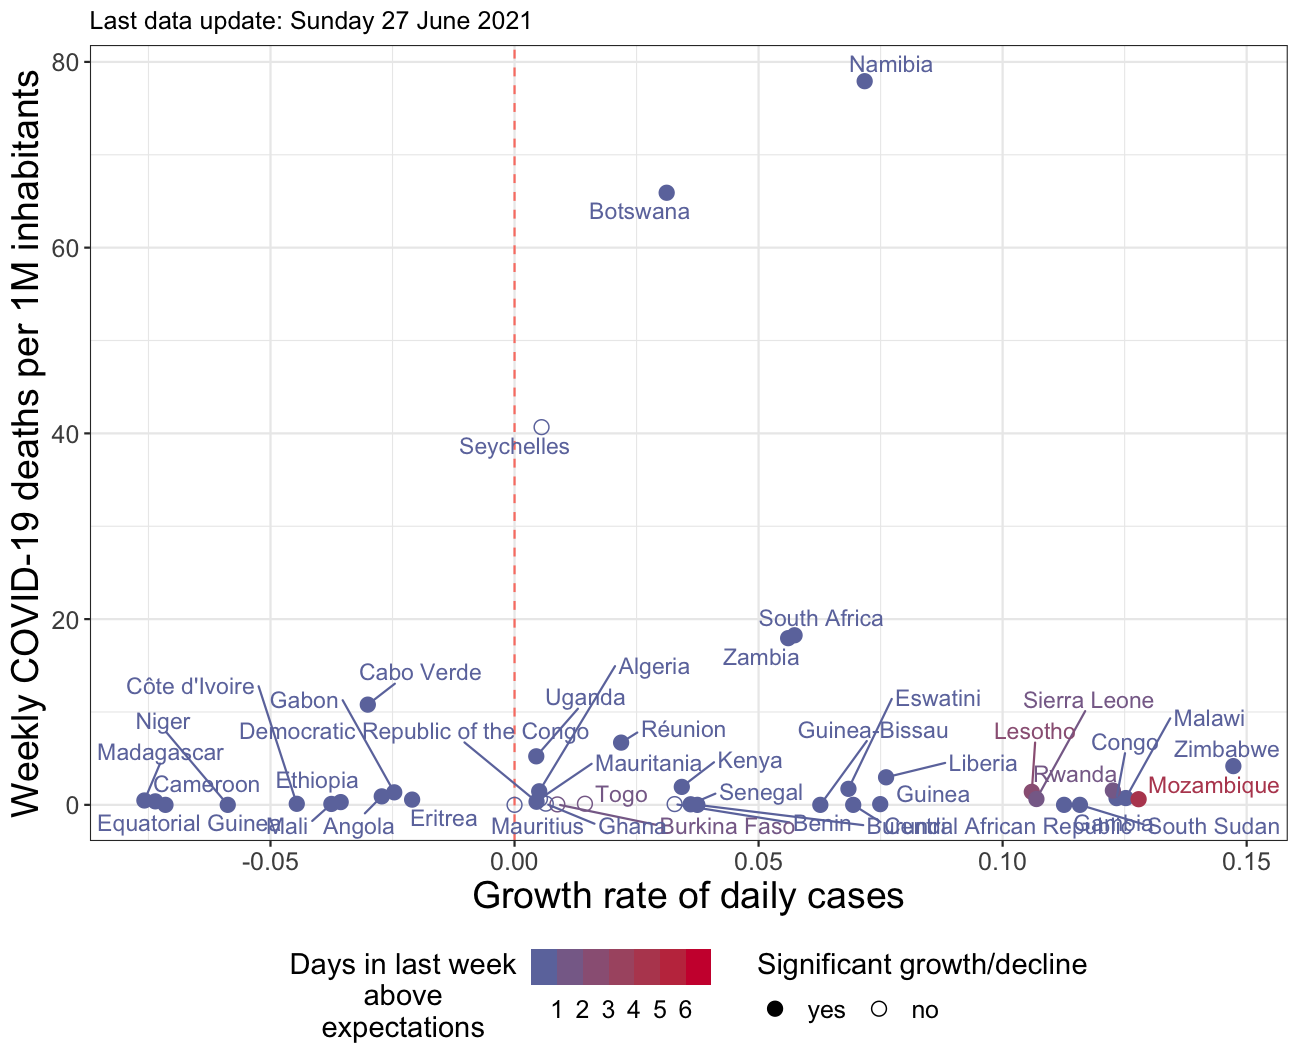 Last data update: Sunday 27 June 2021
Weekly COVID-19 deaths per 1M inhabitants
80
60
40
20
0
Namibia
Botswana
Seychelles
South Africa
Zambia
Cabo Verde
Algeria
Côte d'Ivoire
Gabon
Uganda
Eswatini
Sierra Leone
Niger
Democratic Republic of the Congo
Réunion
Guinea-Bissau
Lesotho
Malawi
Madagascar
Mauritania
Kenya
Liberia
Congo
Zimbabwe
Cameroon
Ethiopia
Togo
Senegal
Guinea
Rwanda
Mozambique
Equatorial Guinea
Mali
Angola
Eritrea
Mauritius
Ghana
Burkina Faso
Benin
Burundi
Central African Republic
Gambia
South Sudan
-0.05
0.00
0.05
0.10
0.15
Growth rate of daily cases
Days in last week
above
expectations
1 2 3 4 5 6
Significant growth/decline
yes
no